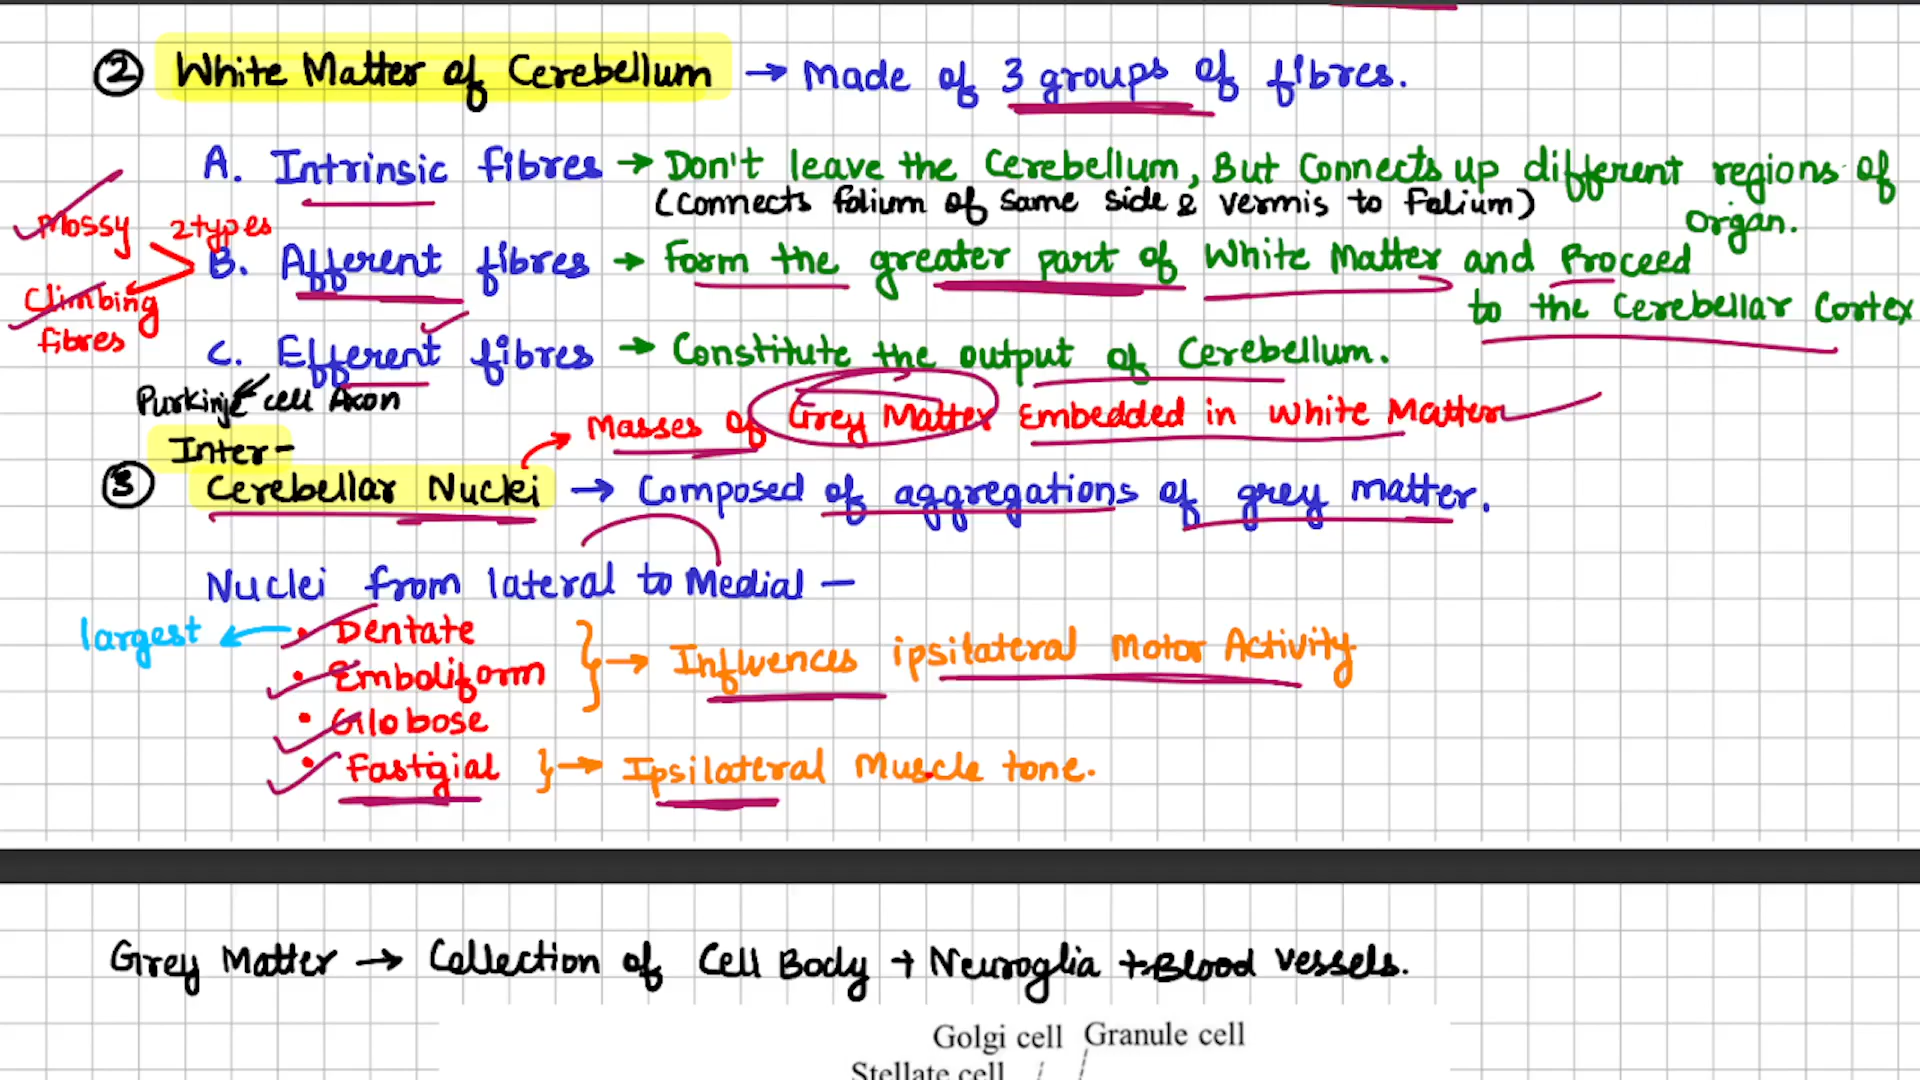 ② White Matter of Cerebellum → Made of 3 groups of fibres.
A. Intrinsic fibres → Don't leave the Cerebellum, But Connects up different regions of organ.
(Connects folium of same side & vermis to Folium)
Mossy
2types
Climbing fibres
B. Afferent fibres → Form the greater part of White Matter and Proceed
to the Cerebellar Cortex
C. Efferent fibres → Constitute the output of Cerebellum.
Purkinje cell Axon
Masses of Grey Matter Embedded in White Matter
Inter-
③ Cerebellar Nuclei → Composed of aggregations of grey matter.
Nuclei from lateral to Medial –
largest ← • Dentate
• Emboliform
} → Influences ipsilateral Motor Activity
• Globose
• Fastigial } → Ipsilateral Muscle tone.
Grey Matter → Collection of Cell Body + Neuroglia + Blood vessels.
Golgi cell Granule cell
Stellate cell